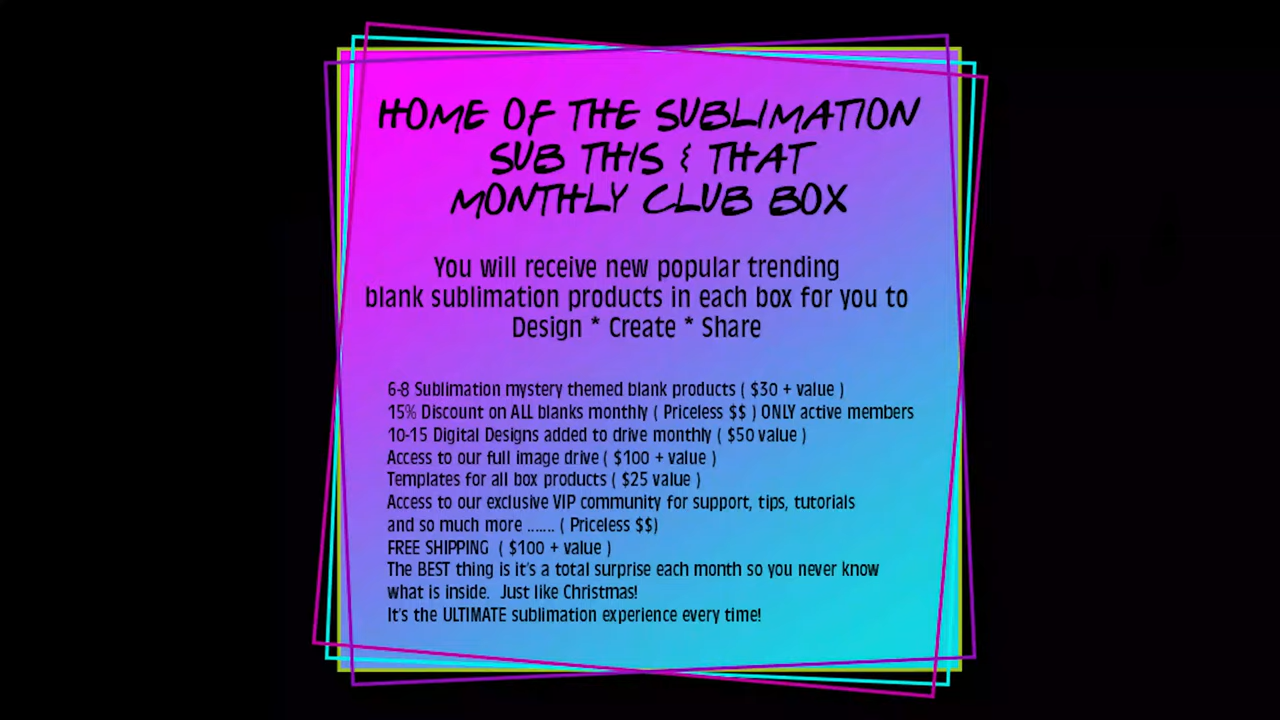 HOME OF THE SUBLIMATION
SUB THIS & THAT
MONTHLY CLUB BOX
You will receive new popular trending
blank sublimation products in each box for you to
Design * Create * Share
6-8 Sublimation mystery themed blank products ( $30 + value )
15% Discount on ALL blanks monthly ( Priceless $$ ) ONLY active members
10-15 Digital Designs added to drive monthly ( $50 value )
Access to our full image drive ( $100 + value )
Templates for all box products ( $25 value )
Access to our exclusive VIP community for support, tips, tutorials
and so much more ....... ( Priceless $$)
FREE SHIPPING  ( $100 + value )
The BEST thing is it's a total surprise each month so you never know
what is inside.  Just like Christmas!
It's the ULTIMATE sublimation experience every time!